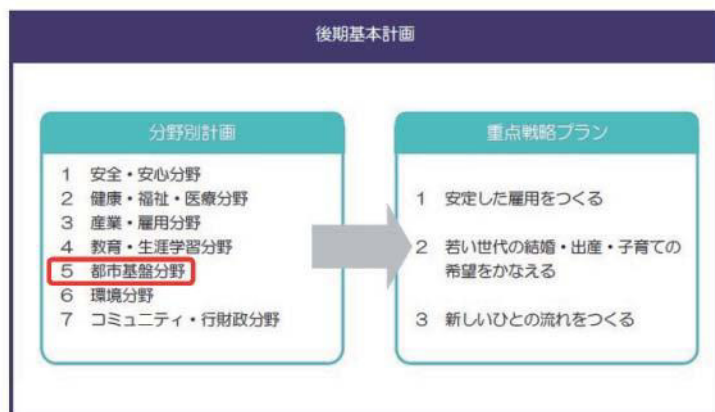 後期基本計画
分野別計画
1 安全・安心分野
2 健康・福祉・医療分野
3 産業・雇用分野
4 教育・生涯学習分野
5 都市基盤分野
6 環境分野
7 コミュニティ・行財政分野
重点戦略プラン
1 安定した雇用をつくる
2 若い世代の結婚・出産・子育ての
希望をかなえる
3 新しいひとの流れをつくる